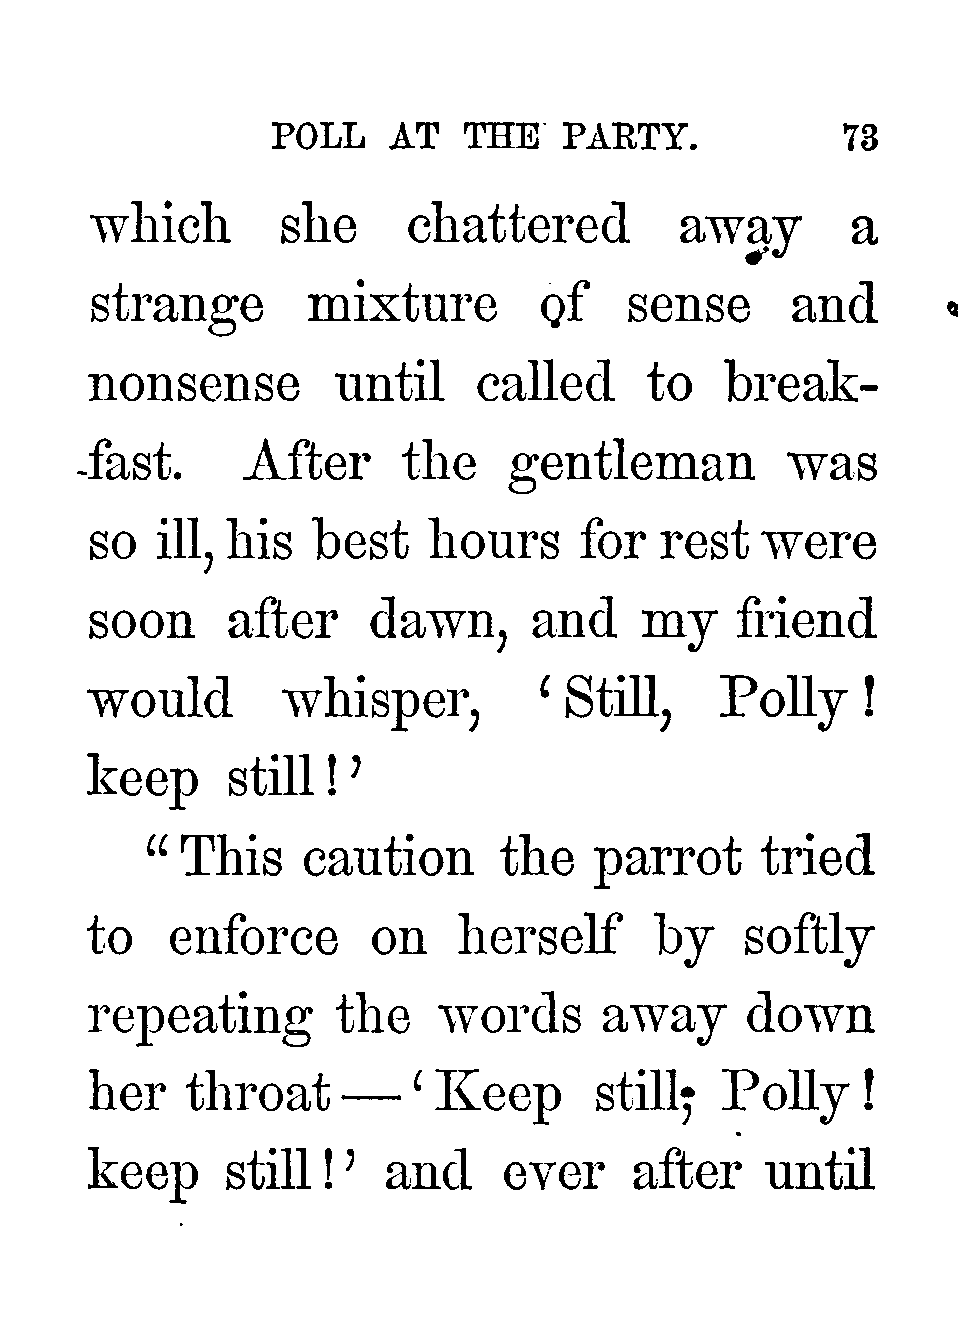 POLL AT THE PARTY. 73
which she chattered away a
strange mixture of sense and
nonsense until called to break-
fast. After the gentleman was
so ill, his best hours for rest were
soon after dawn, and my friend
would whisper, ‘Still, Polly!
keep still!’
“This caution the parrot tried
to enforce on herself by softly
repeating the words away down
her throat—‘Keep still; Polly!
keep still!’ and ever after until